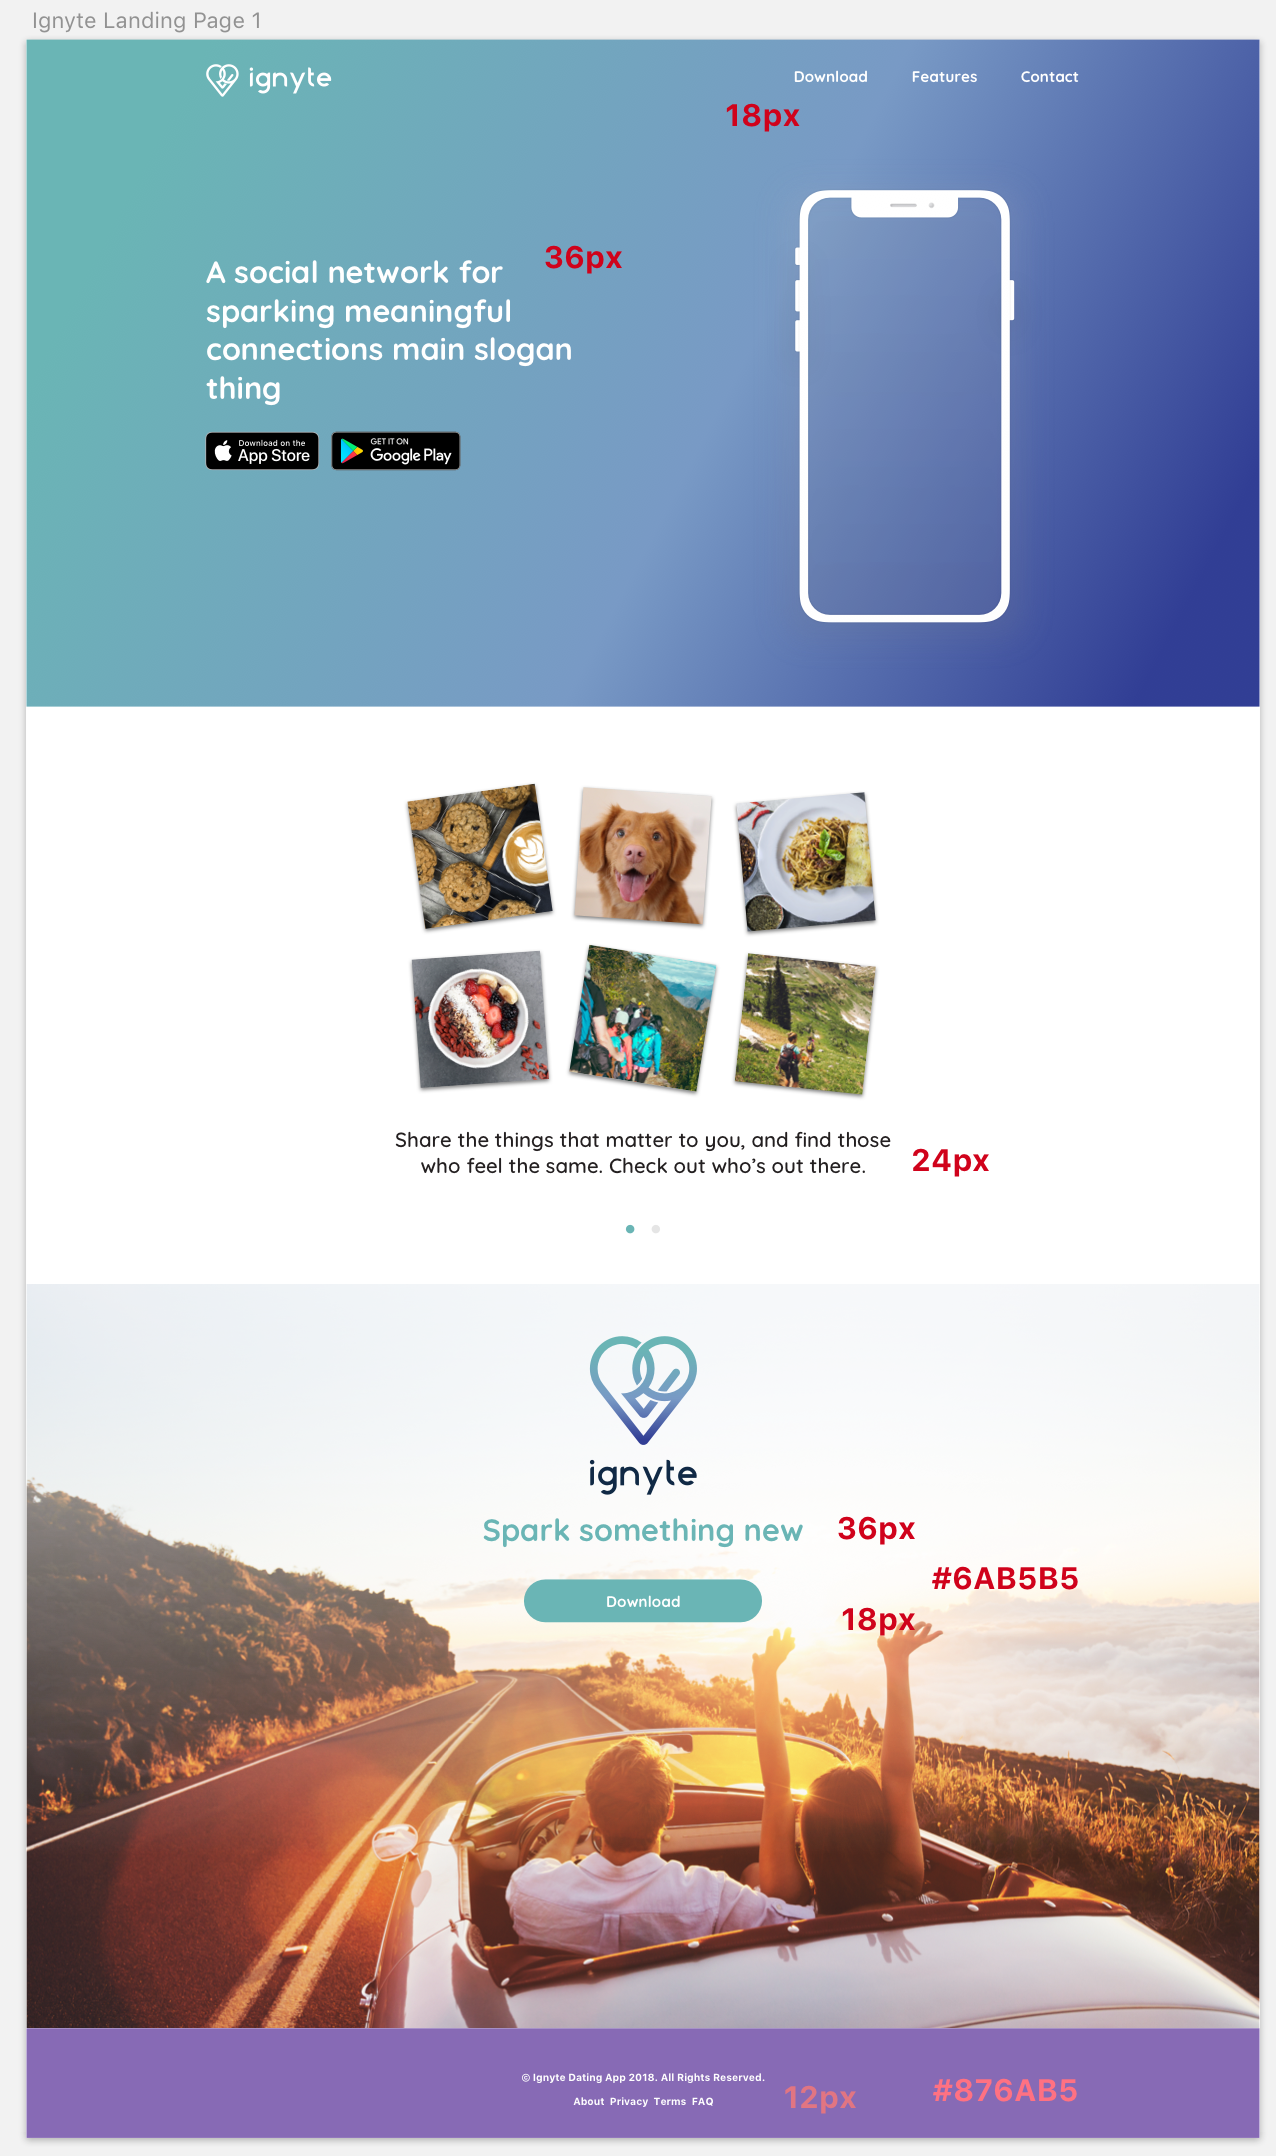 Ignyte Landing Page 1
ignyte
Download Features Contact
18px
36px
A social network for
sparking meaningful
connections main slogan
thing
Download on the
App Store
GET IT ON
Google Play
Share the things that matter to you, and find those
who feel the same. Check out who’s out there.
24px
ignyte
Spark something new
36px
#6AB5B5
Download
18px
© Ignyte Dating App 2018. All Rights Reserved.
About Privacy Terms FAQ
12px
#876AB5